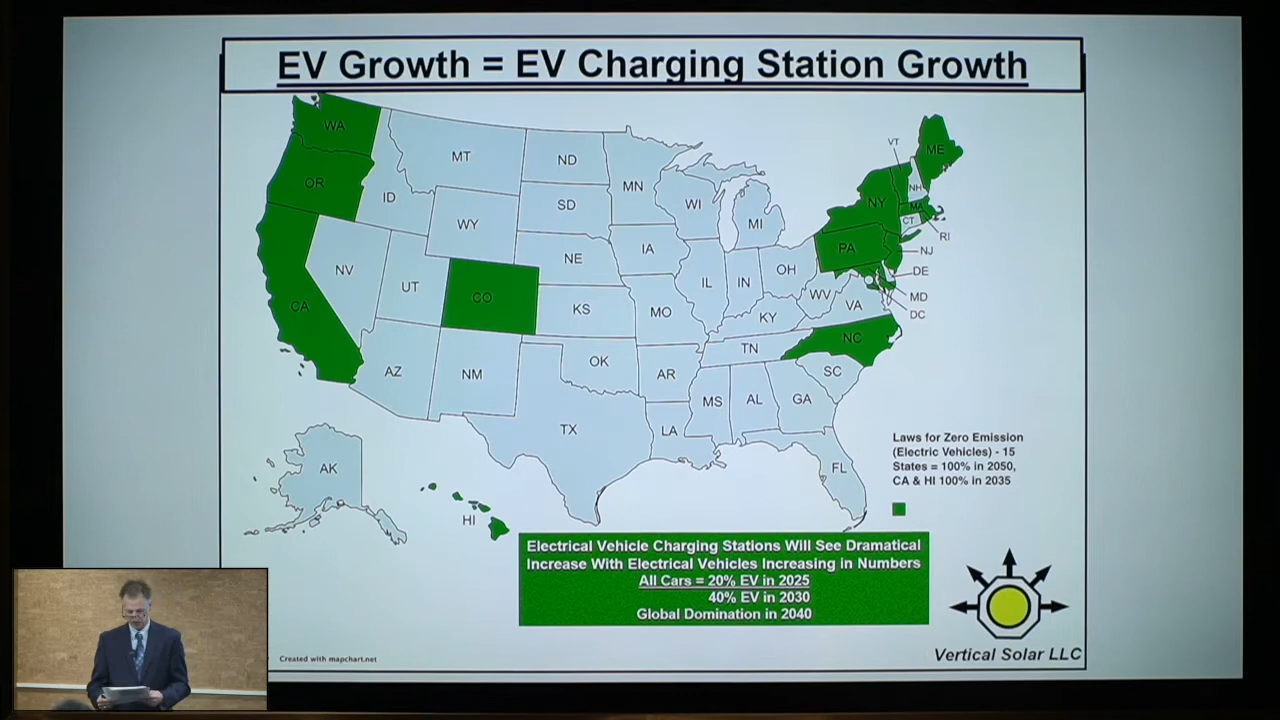 EV Growth = EV Charging Station Growth
WA
MT
ND
MN
VT
ME
OR
ID
SD
WI
MI
NY
NH
MA
CT
RI
WY
IA
PA
NJ
NV
UT
CO
NE
IL
IN
OH
DE
MD
DC
CA
KS
MO
KY
WV
VA
AZ
NM
OK
AR
TN
NC
SC
MS
AL
GA
TX
LA
FL
AK
HI
Laws for Zero Emission
(Electric Vehicles) - 15
States = 100% in 2050,
CA & HI 100% in 2035
Electrical Vehicle Charging Stations Will See Dramatical
Increase With Electrical Vehicles Increasing in Numbers
All Cars = 20% EV in 2025
40% EV in 2030
Global Domination in 2040
Vertical Solar LLC
Created with mapchart.net